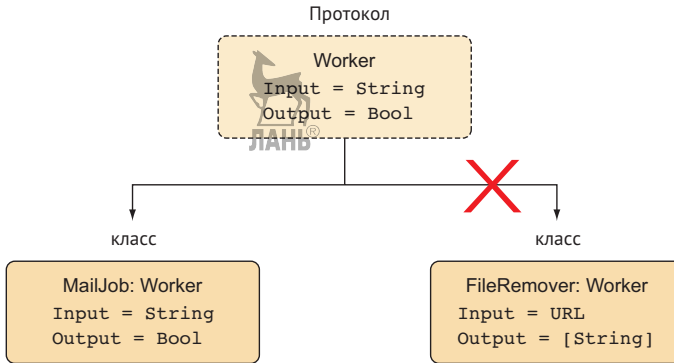 Протокол
Worker
Input = String
Output = Bool
ЛАНЬ®
класс
класс
MailJob: Worker
Input = String
Output = Bool
FileRemover: Worker
Input = URL
Output = [String]